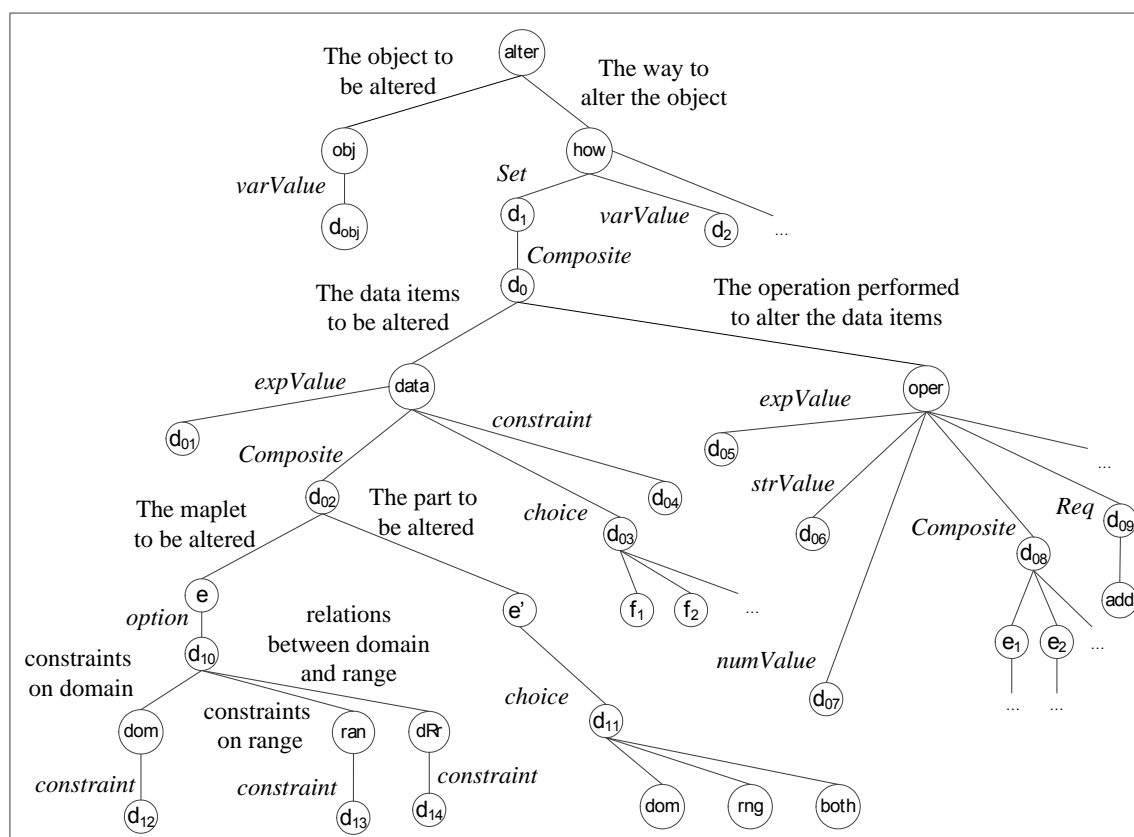 alter
The object to
be altered
The way to
alter the object
obj
how
varValue
Set
d1
varValue
dobj
d2
...
Composite
d0
The data items
to be altered
The operation performed
to alter the data items
expValue
data
oper
expValue
constraint
d01
d05
...
Composite
strValue
d02
The part to
be altered
d04
The maplet
to be altered
choice
Req
d09
Composite
d03
d06
d08
e
e'
f1
f2
...
add
option
relations
between domain
and range
constraints
on domain
d10
e1
e2
...
numValue
choice
d07
...
...
dom
constraints
on range
ran
dRr
d11
constraint
constraint
constraint
d12
d13
d14
dom
rng
both